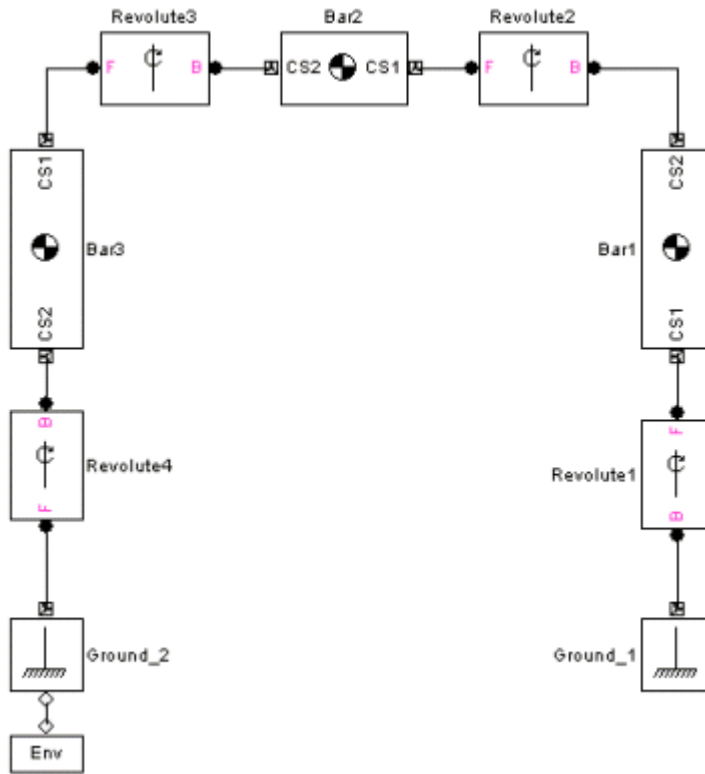 Revolute3 Bar2 Revolute2
F B CS2 CS1 F B
CS1 CS2
Bar3 Bar1
CS2 CS1
B F
Revolute4 Revolute1
F B
Ground_2 Ground_1
Env